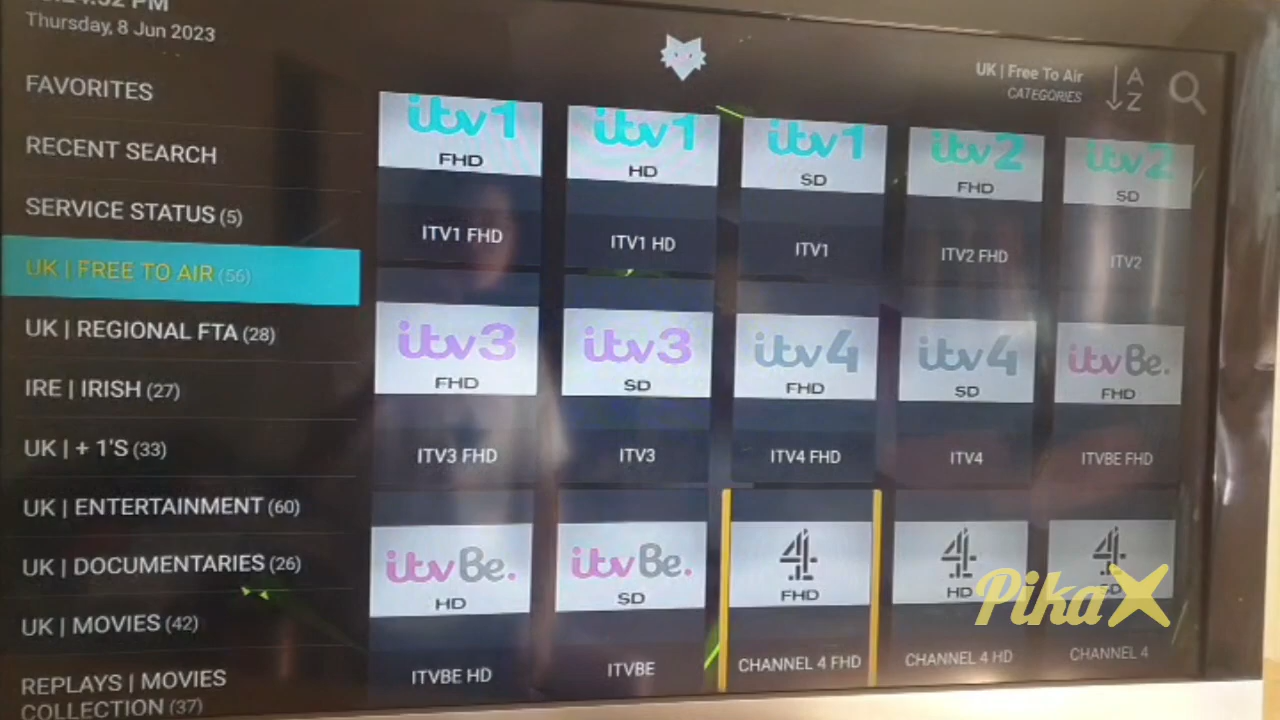 PM
Thursday, 8 Jun 2023
FAVORITES
RECENT SEARCH
SERVICE STATUS (5)
UK | FREE TO AIR (56)
UK | REGIONAL FTA (28)
IRE | IRISH (27)
UK | + 1'S (33)
UK | ENTERTAINMENT (60)
UK | DOCUMENTARIES (26)
UK | MOVIES (42)
REPLAYS | MOVIES
COLLECTION (37)
UK | Free To Air
CATEGORIES
A
Z
itv1
FHD
ITV1 FHD
itv1
HD
ITV1 HD
itv1
SD
ITV1
itv2
FHD
ITV2 FHD
itv2
SD
ITV2
itv3
FHD
ITV3 FHD
itv3
SD
ITV3
itv4
FHD
ITV4 FHD
itv4
SD
ITV4
itvBe.
FHD
ITVBE FHD
itvBe.
HD
ITVBE HD
itvBe.
SD
ITVBE
4
FHD
CHANNEL 4 FHD
4
HD
CHANNEL 4 HD
4
SD
CHANNEL 4
PikaX